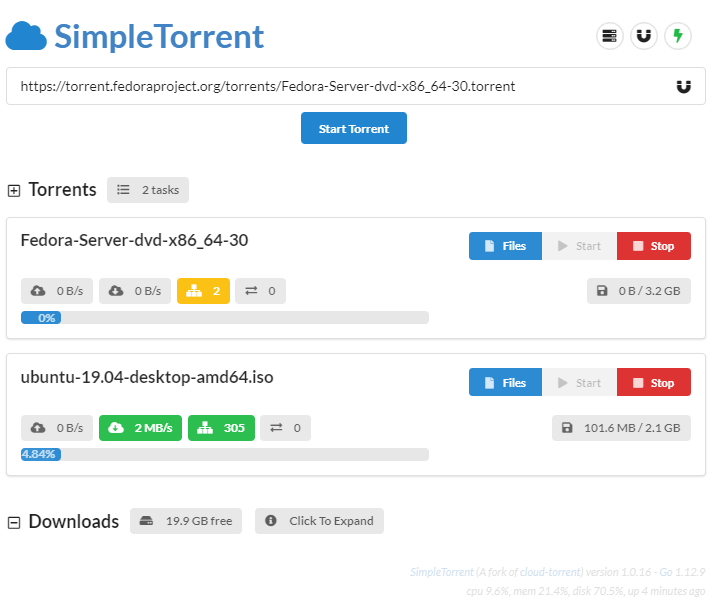 SimpleTorrent
https://torrent.fedoraproject.org/torrents/Fedora-Server-dvd-x86_64-30.torrent
Start Torrent
Torrents 2 tasks
Fedora-Server-dvd-x86_64-30 Files Start Stop
0 B/s 0 B/s 2 0 0 B / 3.2 GB
0%
ubuntu-19.04-desktop-amd64.iso Files Start Stop
0 B/s 2 MB/s 305 0 101.6 MB / 2.1 GB
4.84%
Downloads 19.9 GB free Click To Expand
SimpleTorrent (A fork of cloud-torrent) version 1.0.16 - Go 1.12.9
cpu 9.6%, mem 21.4%, disk 70.5%, up 4 minutes ago